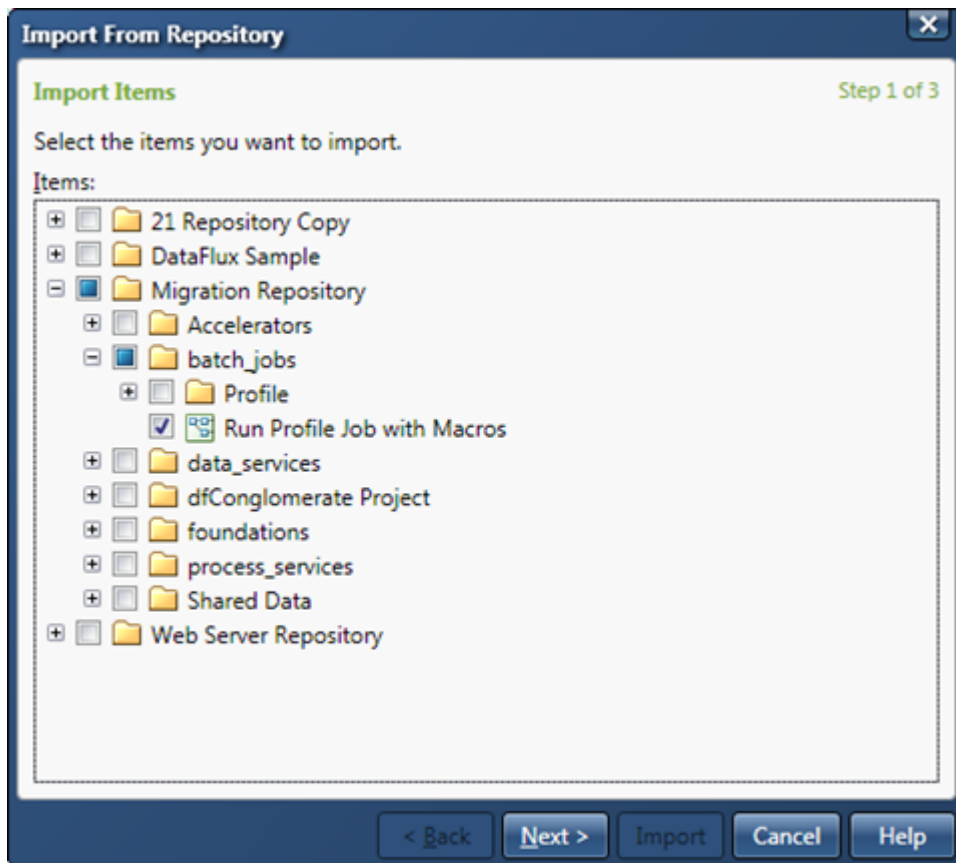 Import From Repository
Import Items
Step 1 of 3
Select the items you want to import.
Items:
21 Repository Copy
DataFlux Sample
Migration Repository
Accelerators
batch_jobs
Profile
Run Profile Job with Macros
data_services
dfConglomerate Project
foundations
process_services
Shared Data
Web Server Repository
< Back Next > Import Cancel Help